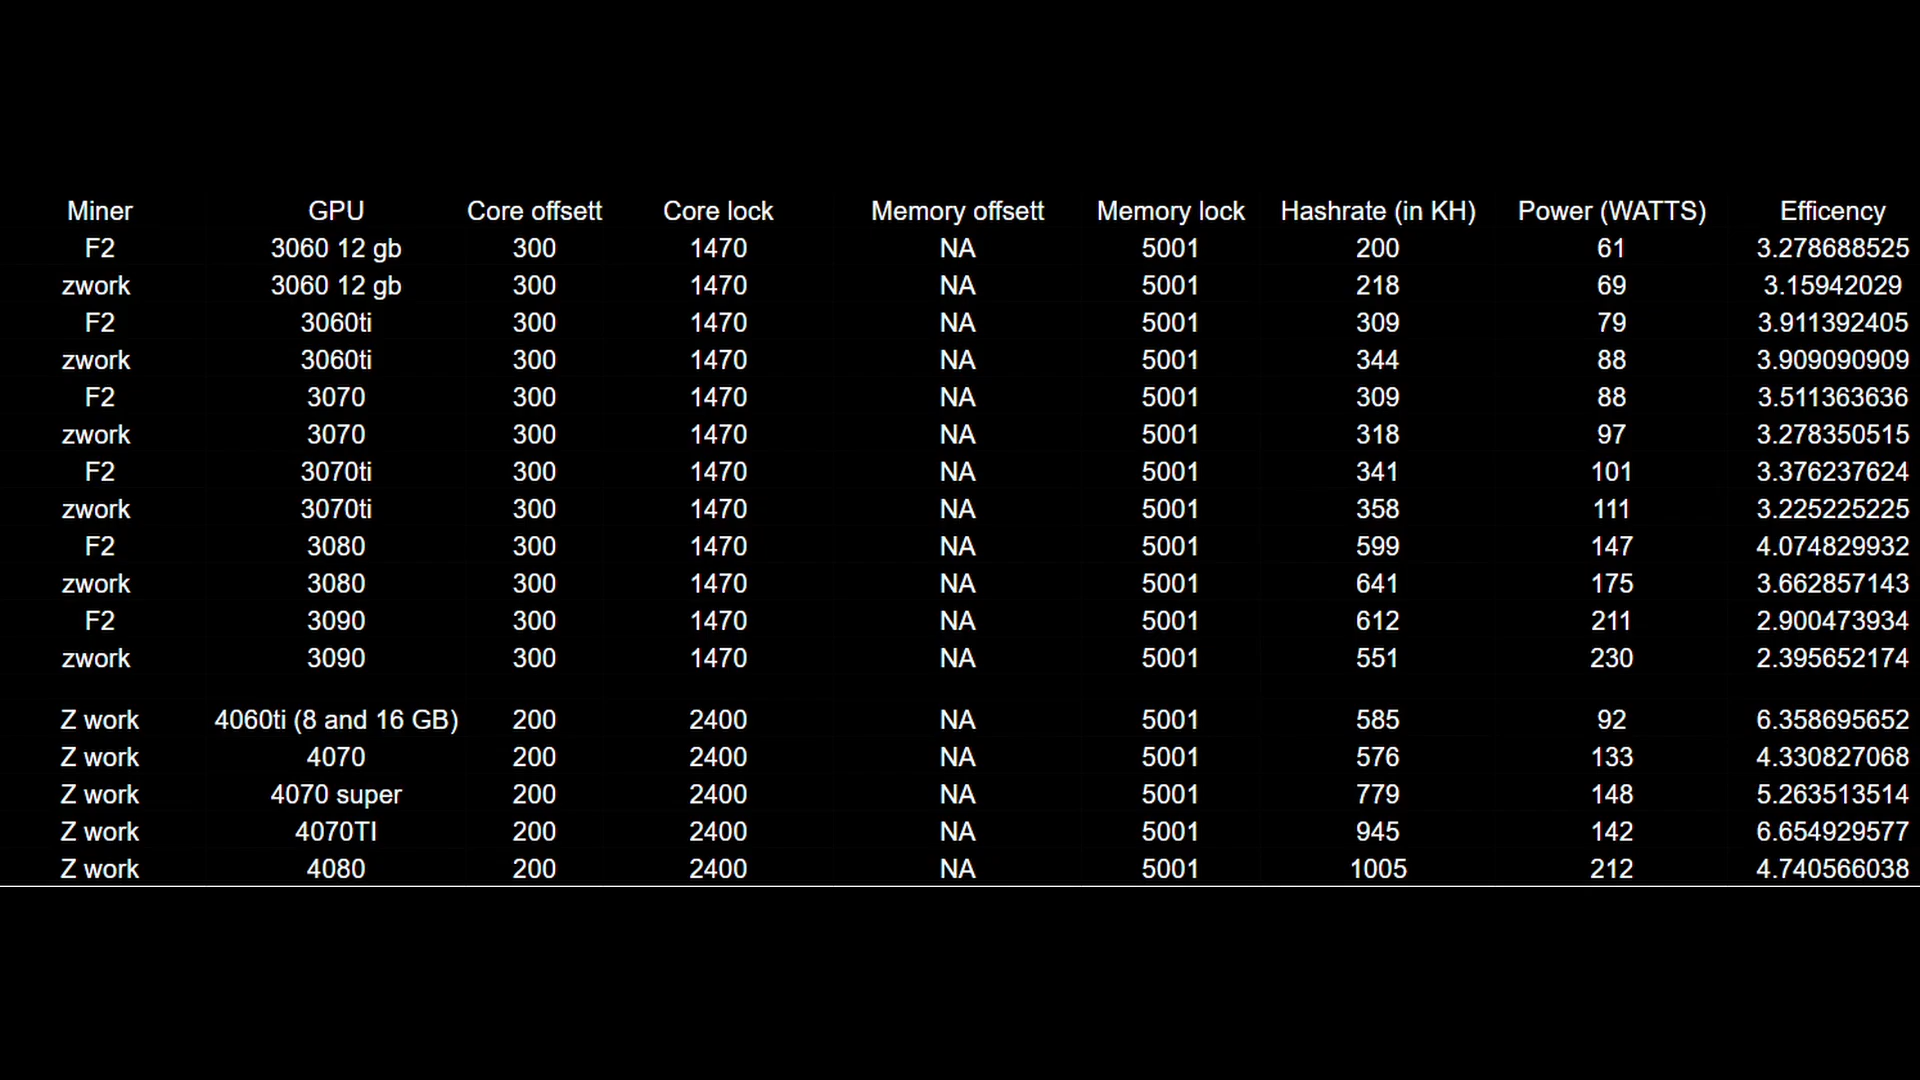 Miner GPU Core offsett Core lock Memory offsett Memory lock Hashrate (in KH) Power (WATTS) Efficency
F2 3060 12 gb 300 1470 NA 5001 200 61 3.278688525
zwork 3060 12 gb 300 1470 NA 5001 218 69 3.15942029
F2 3060ti 300 1470 NA 5001 309 79 3.911392405
zwork 3060ti 300 1470 NA 5001 344 88 3.909090909
F2 3070 300 1470 NA 5001 309 88 3.511363636
zwork 3070 300 1470 NA 5001 318 97 3.278350515
F2 3070ti 300 1470 NA 5001 341 101 3.376237624
zwork 3070ti 300 1470 NA 5001 358 111 3.225225225
F2 3080 300 1470 NA 5001 599 147 4.074829932
zwork 3080 300 1470 NA 5001 641 175 3.662857143
F2 3090 300 1470 NA 5001 612 211 2.900473934
zwork 3090 300 1470 NA 5001 551 230 2.395652174
Z work 4060ti (8 and 16 GB) 200 2400 NA 5001 585 92 6.358695652
Z work 4070 200 2400 NA 5001 576 133 4.330827068
Z work 4070 super 200 2400 NA 5001 779 148 5.263513514
Z work 4070TI 200 2400 NA 5001 945 142 6.654929577
Z work 4080 200 2400 NA 5001 1005 212 4.740566038